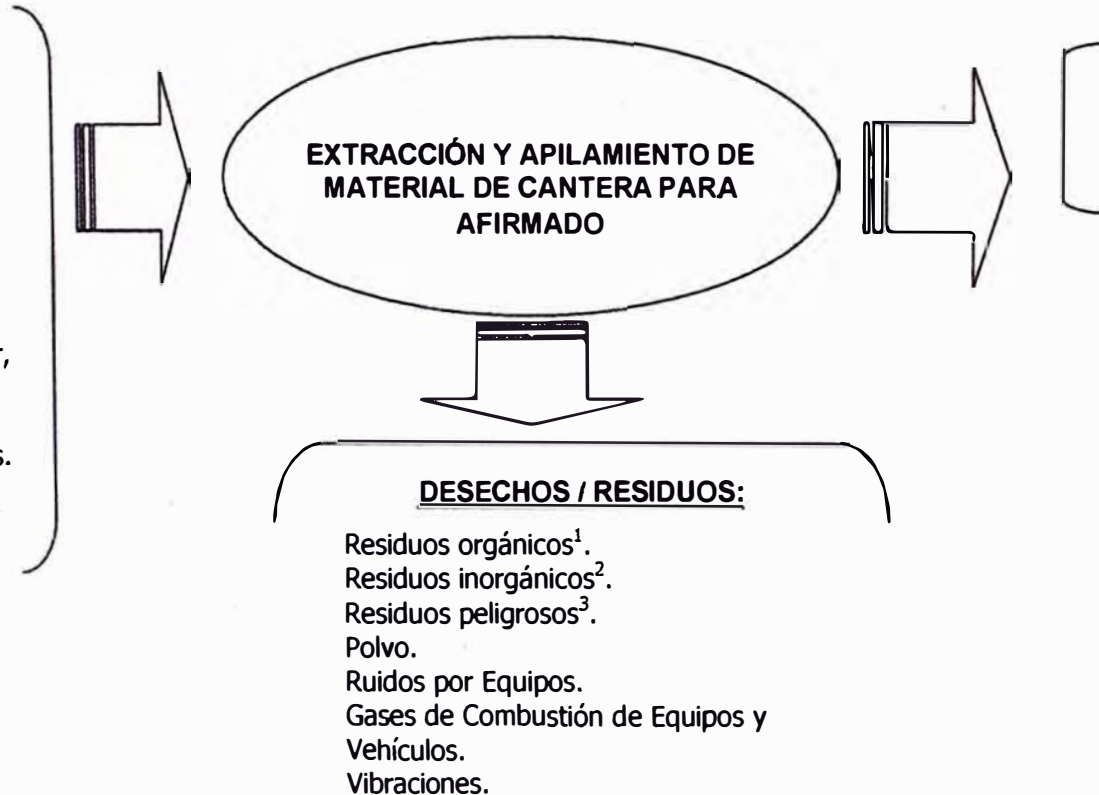 EXTRACCIÓN Y APILAMIENTO DE
MATERIAL DE CANTERA PARA
AFIRMADO
DESECHOS / RESIDUOS:
Residuos orgánicos¹.
Residuos inorgánicos².
Residuos peligrosos³.
Polvo.
Ruidos por Equipos.
Gases de Combustión de Equipos y
Vehículos.
Vibraciones.